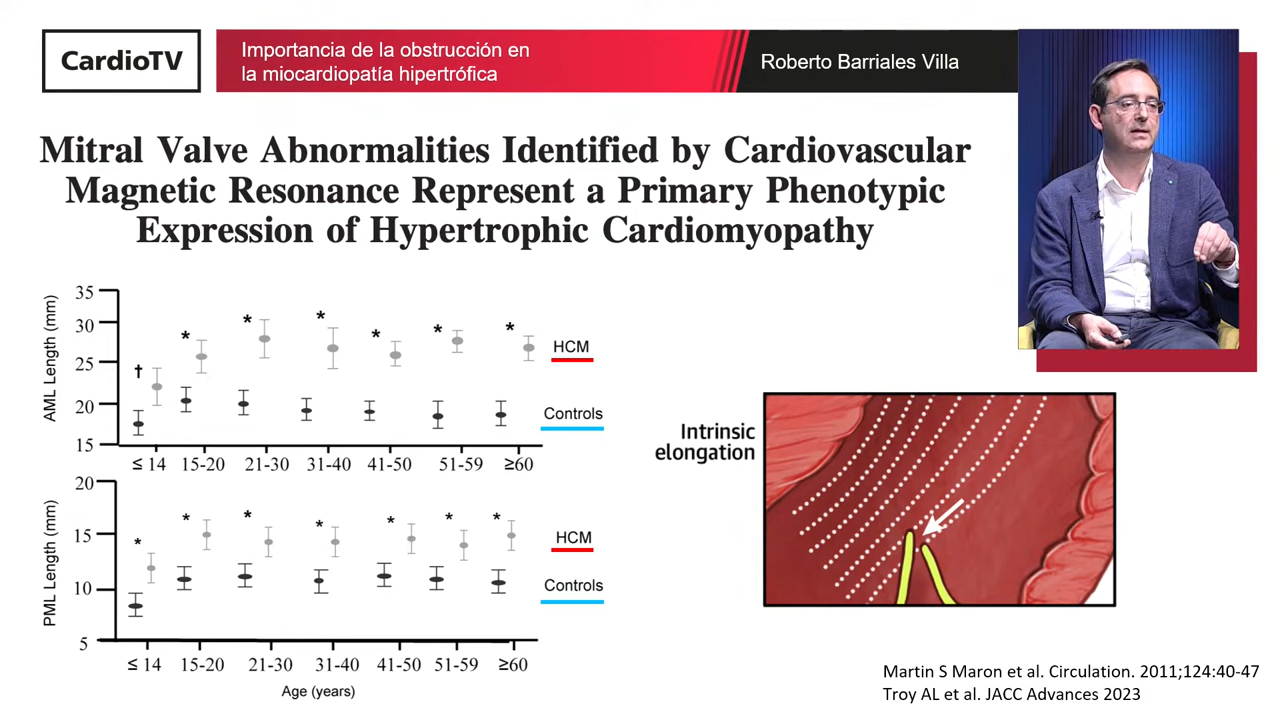 CardioTV
Importancia de la obstrucción en
la miocardiopatía hipertrófica
Roberto Barriales Villa
Mitral Valve Abnormalities Identified by Cardiovascular
Magnetic Resonance Represent a Primary Phenotypic
Expression of Hypertrophic Cardiomyopathy
AML Length (mm)
35
30
25
20
15
†
*
*
*
*
*
*
HCM
Controls
≤ 14 15-20 21-30 31-40 41-50 51-59 ≥60
PML Length (mm)
20
15
10
5
*
*
*
*
*
*
*
HCM
Controls
≤ 14 15-20 21-30 31-40 41-50 51-59 ≥60
Age (years)
Intrinsic
elongation
Martin S Maron et al. Circulation. 2011;124:40-47
Troy AL et al. JACC Advances 2023